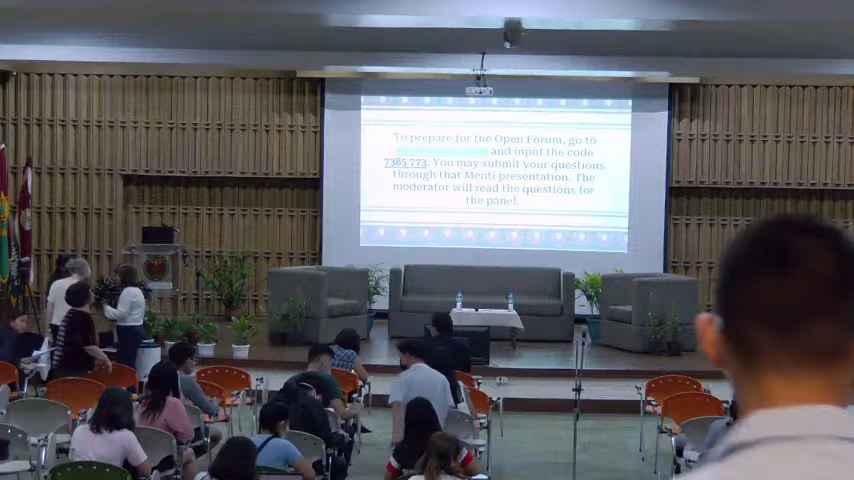 To prepare for the Open Forum, go to
and input the code
7385 773. You may submit your questions
through that Menti presentation. The
moderator will read the questions for
the panel.